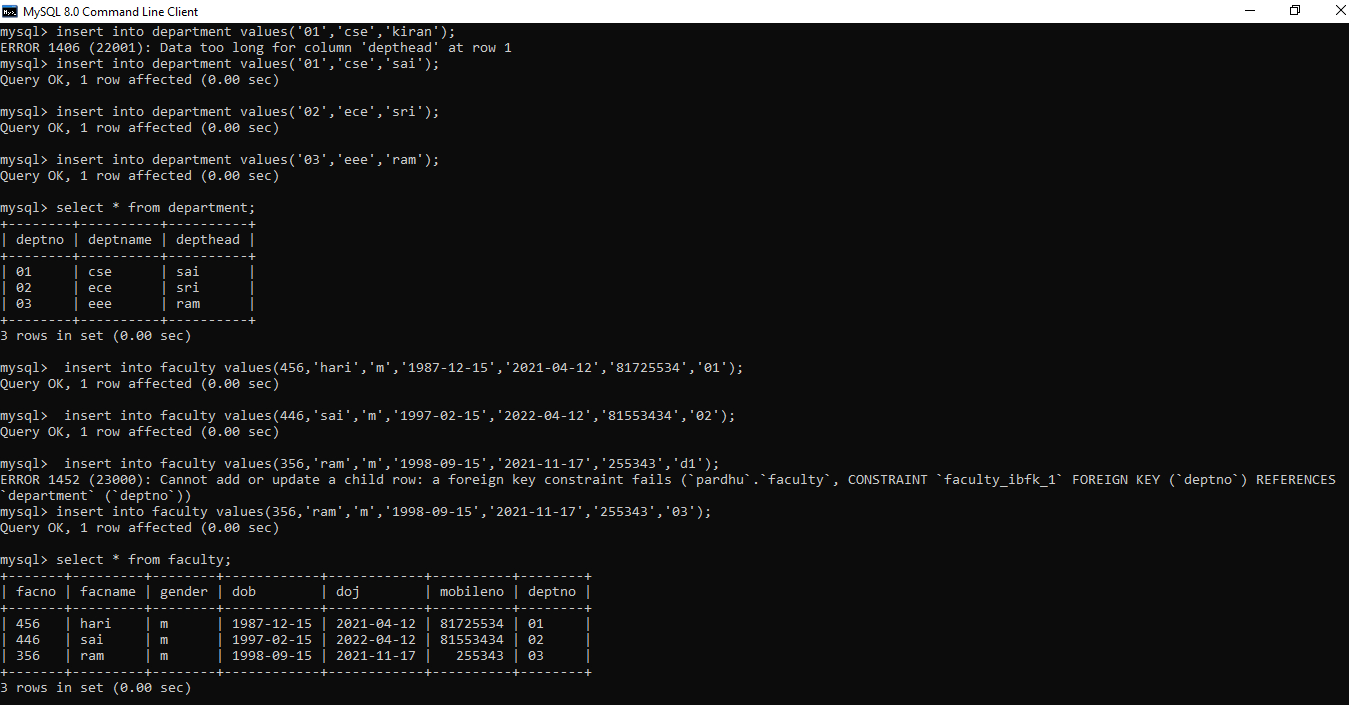 MySQL 8.0 Command Line Client
mysql> insert into department values('01','cse','kiran');
ERROR 1406 (22001): Data too long for column 'depthead' at row 1
mysql> insert into department values('01','cse','sai');
Query OK, 1 row affected (0.00 sec)

mysql> insert into department values('02','ece','sri');
Query OK, 1 row affected (0.00 sec)

mysql> insert into department values('03','eee','ram');
Query OK, 1 row affected (0.00 sec)

mysql> select * from department;
+--------+----------+----------+
| deptno | deptname | depthead |
+--------+----------+----------+
| 01     | cse      | sai      |
| 02     | ece      | sri      |
| 03     | eee      | ram      |
+--------+----------+----------+
3 rows in set (0.00 sec)

mysql>  insert into faculty values(456,'hari','m','1987-12-15','2021-04-12','81725534','01');
Query OK, 1 row affected (0.00 sec)

mysql>  insert into faculty values(446,'sai','m','1997-02-15','2022-04-12','81553434','02');
Query OK, 1 row affected (0.00 sec)

mysql>  insert into faculty values(356,'ram','m','1998-09-15','2021-11-17','255343','d1');
ERROR 1452 (23000): Cannot add or update a child row: a foreign key constraint fails (`pardhu`.`faculty`, CONSTRAINT `faculty_ibfk_1` FOREIGN KEY (`deptno`) REFERENCES
`department` (`deptno`))
mysql> insert into faculty values(356,'ram','m','1998-09-15','2021-11-17','255343','03');
Query OK, 1 row affected (0.00 sec)

mysql> select * from faculty;
+-------+---------+--------+------------+------------+----------+--------+
| facno | facname | gender | dob        | doj        | mobileno | deptno |
+-------+---------+--------+------------+------------+----------+--------+
| 456   | hari    | m      | 1987-12-15 | 2021-04-12 | 81725534 | 01     |
| 446   | sai     | m      | 1997-02-15 | 2022-04-12 | 81553434 | 02     |
| 356   | ram     | m      | 1998-09-15 | 2021-11-17 |   255343 | 03     |
+-------+---------+--------+------------+------------+----------+--------+
3 rows in set (0.00 sec)